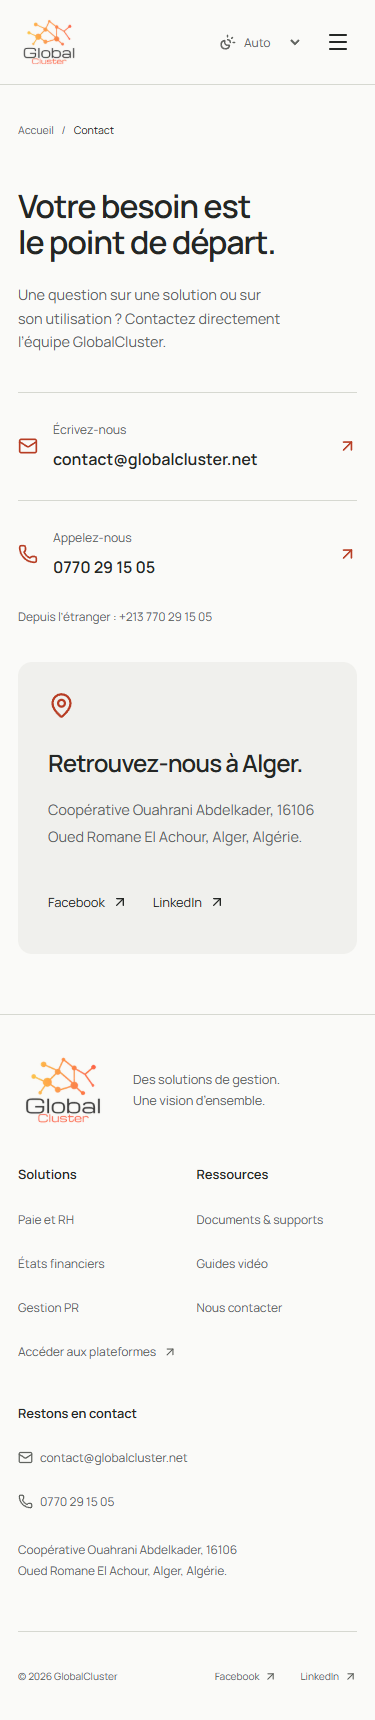 Global
Cluster
Auto
Accueil / Contact
Votre besoin est
le point de départ.
Une question sur une solution ou sur
son utilisation ? Contactez directement
l'équipe GlobalCluster.
Écrivez-nous
contact@globalcluster.net
Appelez-nous
0770 29 15 05
Depuis l'étranger : +213 770 29 15 05
Retrouvez-nous à Alger.
Coopérative Ouahrani Abdelkader, 16106
Oued Romane El Achour, Alger, Algérie.
Facebook LinkedIn
Global
Cluster
Des solutions de gestion.
Une vision d'ensemble.
Solutions
Paie et RH
États financiers
Gestion PR
Accéder aux plateformes
Ressources
Documents & supports
Guides vidéo
Nous contacter
Restons en contact
contact@globalcluster.net
0770 29 15 05
Coopérative Ouahrani Abdelkader, 16106
Oued Romane El Achour, Alger, Algérie.
© 2026 GlobalCluster
Facebook LinkedIn